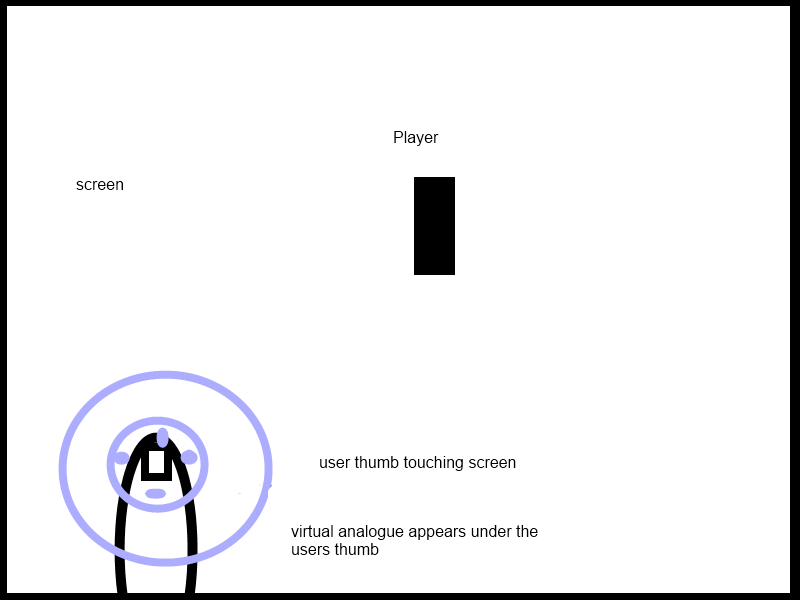 Player
screen
user thumb touching screen
virtual analogue appears under the
users thumb